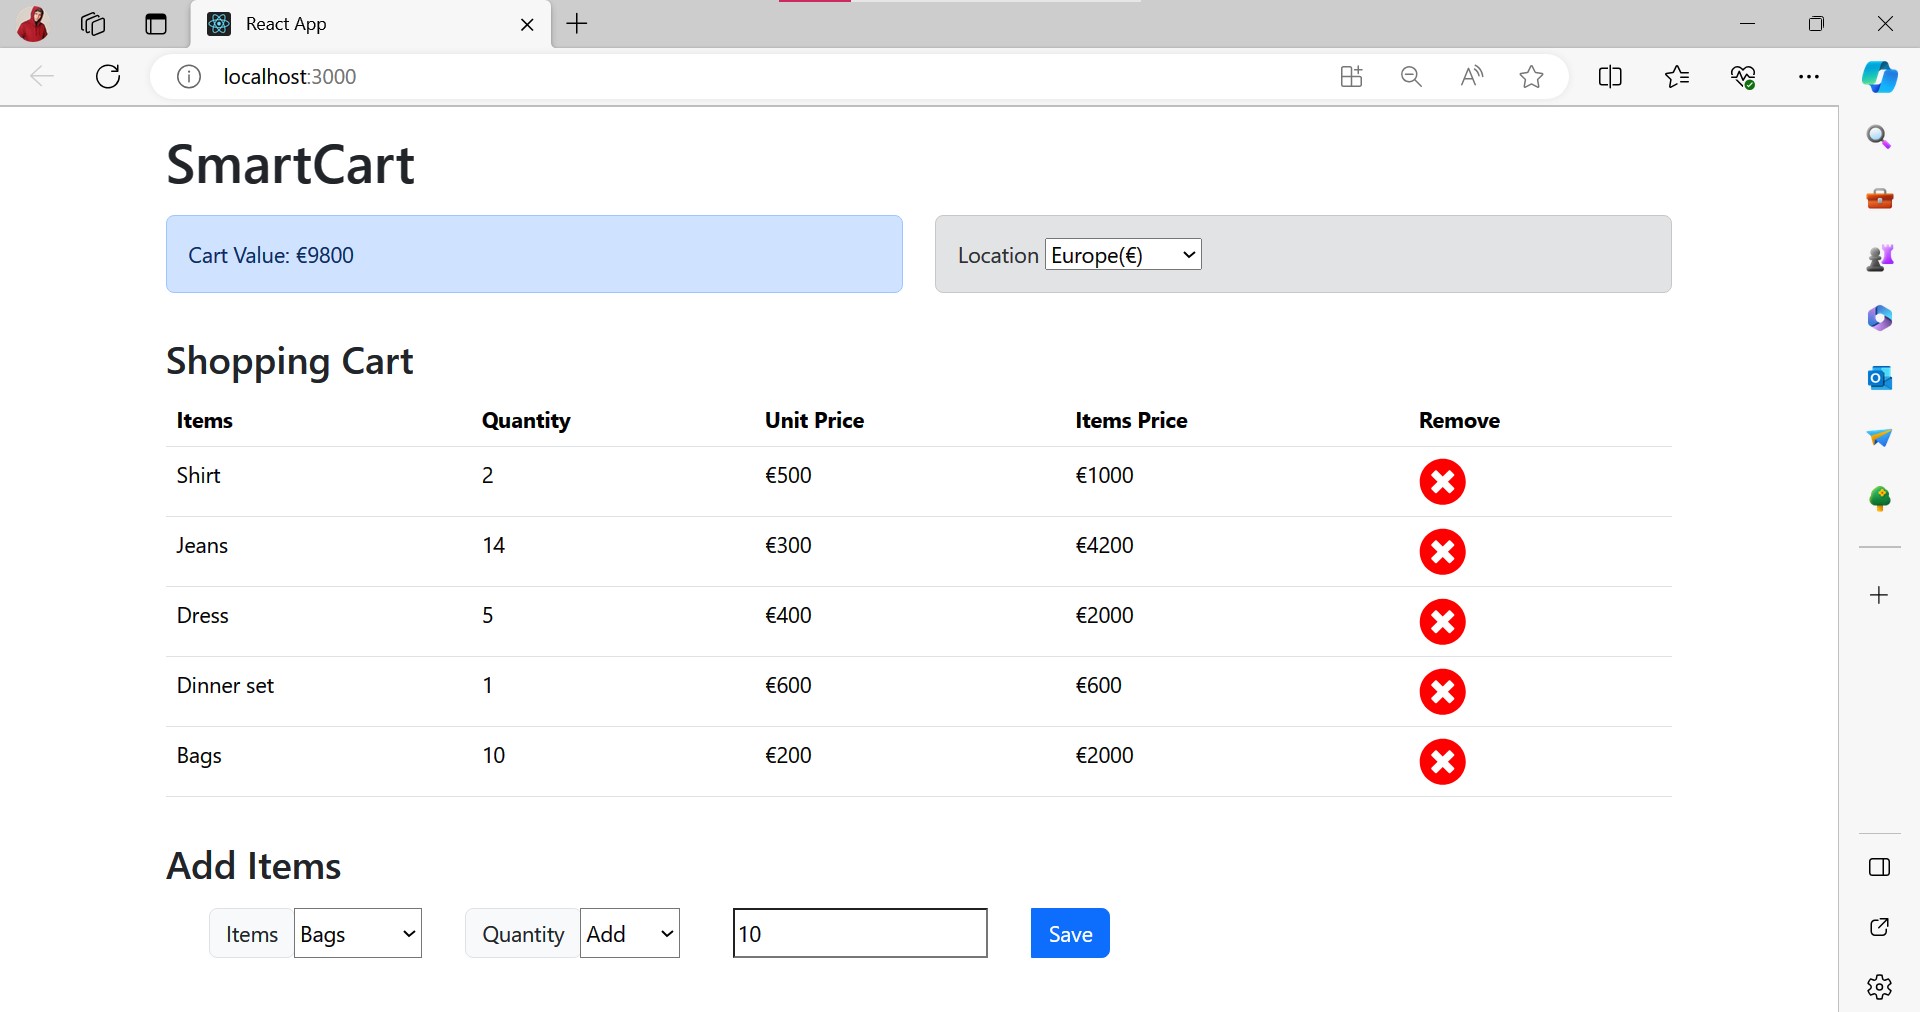 React App
localhost:3000
SmartCart
Cart Value: €9800
Location Europe(€)
Shopping Cart
Items Quantity Unit Price Items Price Remove
Shirt 2 €500 €1000
Jeans 14 €300 €4200
Dress 5 €400 €2000
Dinner set 1 €600 €600
Bags 10 €200 €2000
Add Items
Items Bags Quantity Add 10 Save